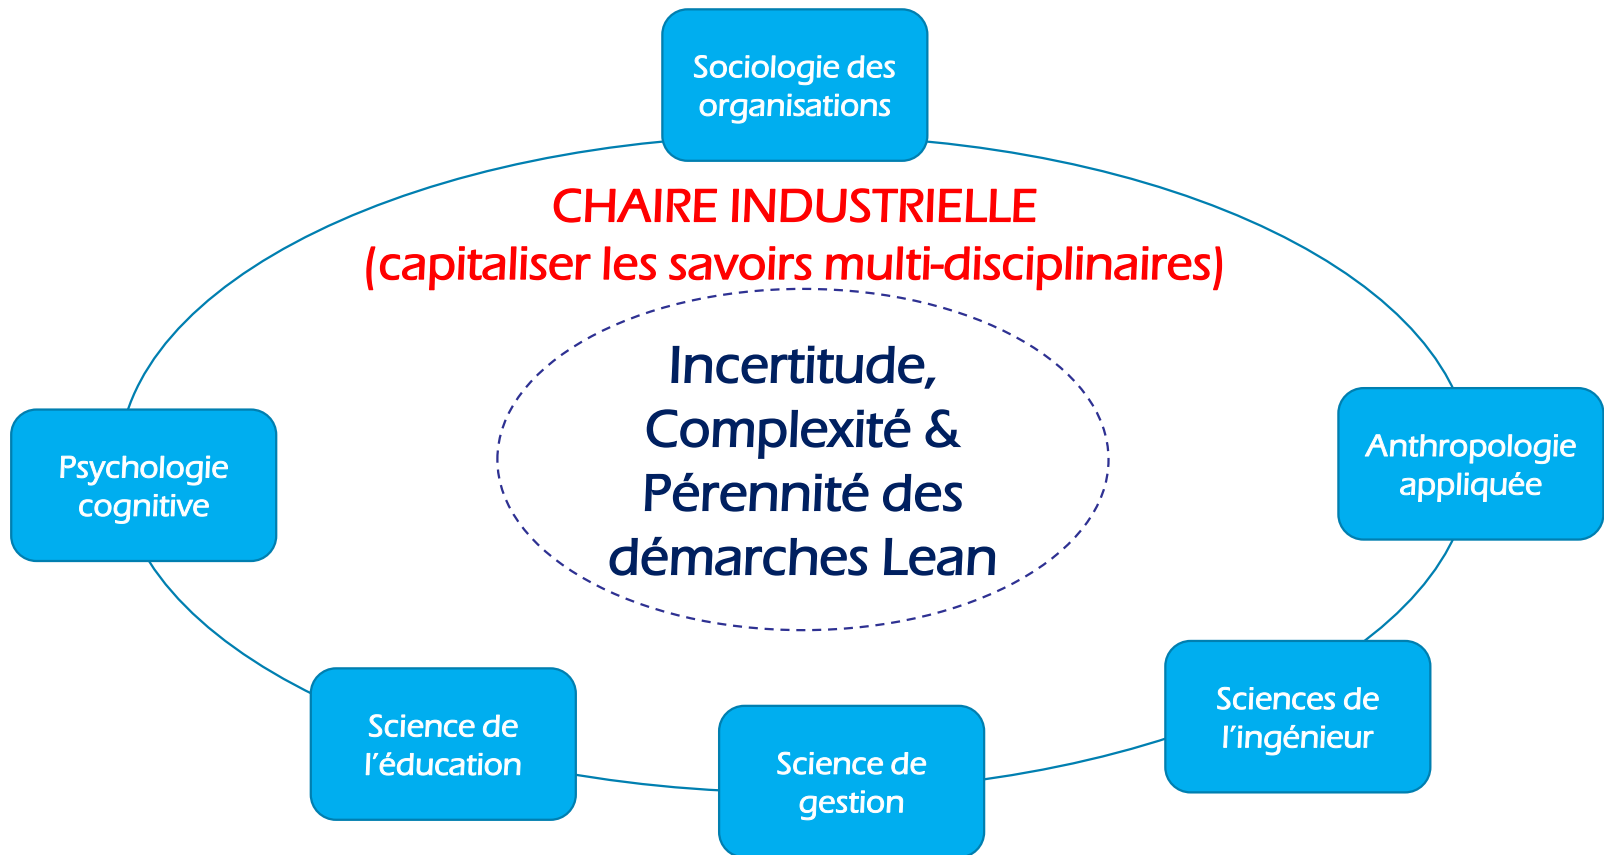 Sociologie des
organisations
CHAIRE INDUSTRIELLE
(capitaliser les savoirs multi-disciplinaires)
Incertitude,
Complexité &
Pérennité des
démarches Lean
Psychologie
cognitive
Anthropologie
appliquée
Science de
l’éducation
Science de
gestion
Sciences de
l’ingénieur